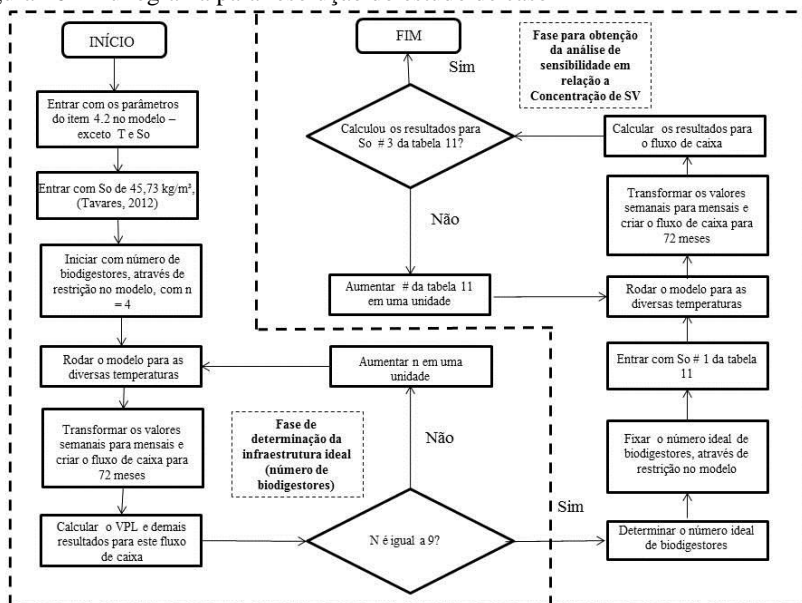 INÍCIO
Entrar com os parâmetros
do item 4.2 no modelo –
exceto T e So
Entrar com So de 45,73 kg/m³,
(Tavares, 2012)
Iniciar com número de
biodigestores, através de
restrição no modelo, com n
= 4
Rodar o modelo para as
diversas temperaturas
Transformar os valores
semanais para mensais e
criar o fluxo de caixa para
72 meses
Calcular o VPL e demais
resultados para este fluxo
de caixa
Fase de
determinação da
infraestrutura ideal
(número de
biodigestores)
Aumentar n em uma
unidade
Não
N é igual a 9?
Sim
Determinar o número ideal
de biodigestores
Fixar o número ideal de
biodigestores, através de
restrição no modelo
Entrar com So # 1 da tabela
11
Rodar o modelo para as
diversas temperaturas
Transformar os valores
semanais para mensais e
criar o fluxo de caixa para
72 meses
Calcular os resultados para
o fluxo de caixa
Fase para obtenção
da análise de
sensibilidade em
relação a
Concentração de SV
Calculou os resultados para
So # 3 da tabela 11?
Não
Aumentar # da tabela 11
em uma unidade
Sim
FIM